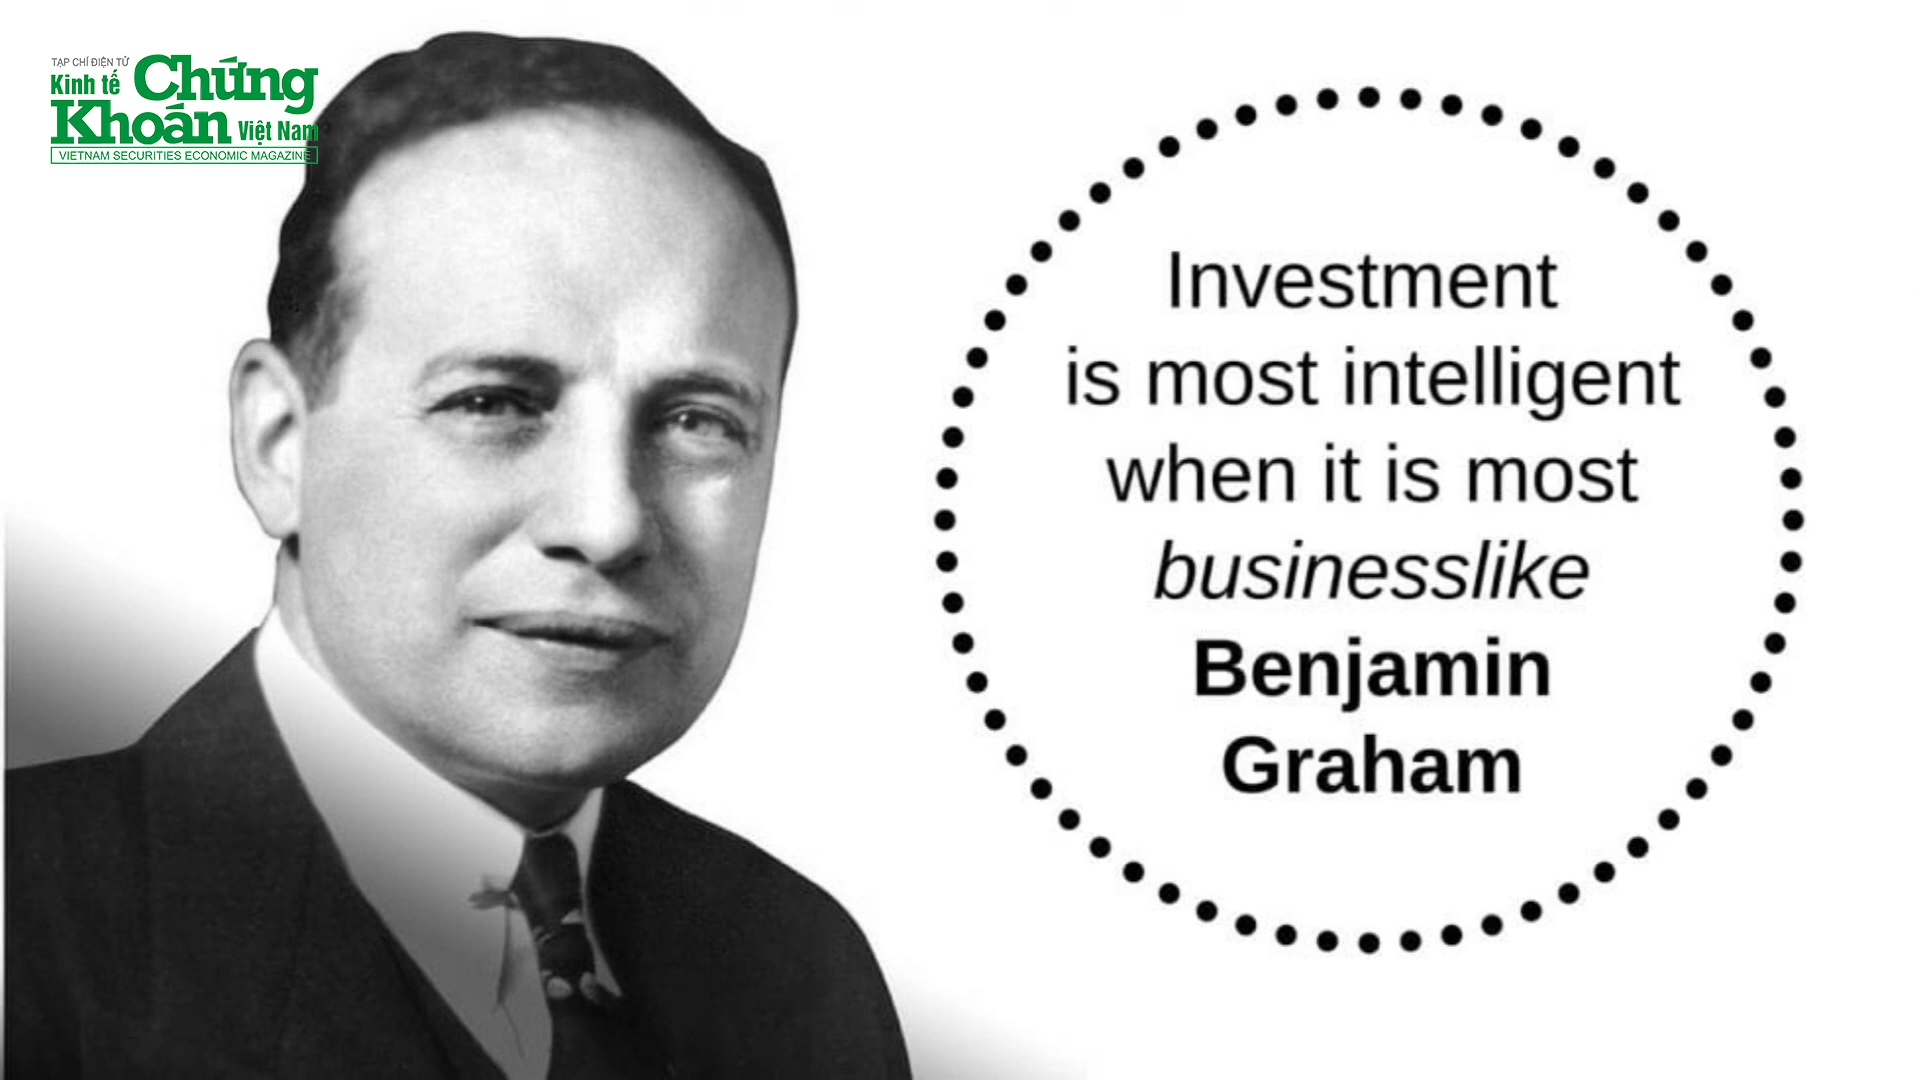 TẠP CHÍ ĐIỆN TỬ
Kinh tế Chứng
Khoán Việt Nam
VIETNAM SECURITIES ECONOMIC MAGAZINE
Investment
is most intelligent
when it is most
businesslike
Benjamin
Graham